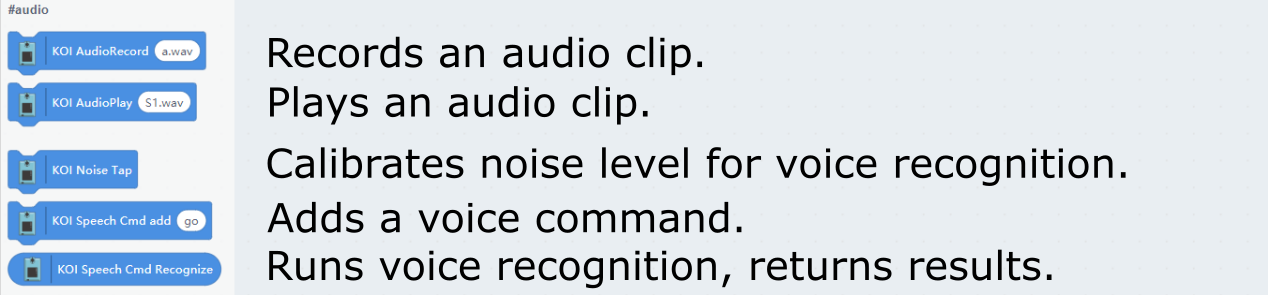 #audio
KOI AudioRecord a.wav Records an audio clip.
KOI AudioPlay S1.wav Plays an audio clip.
KOI Noise Tap Calibrates noise level for voice recognition.
KOI Speech Cmd add go Adds a voice command.
KOI Speech Cmd Recognize Runs voice recognition, returns results.